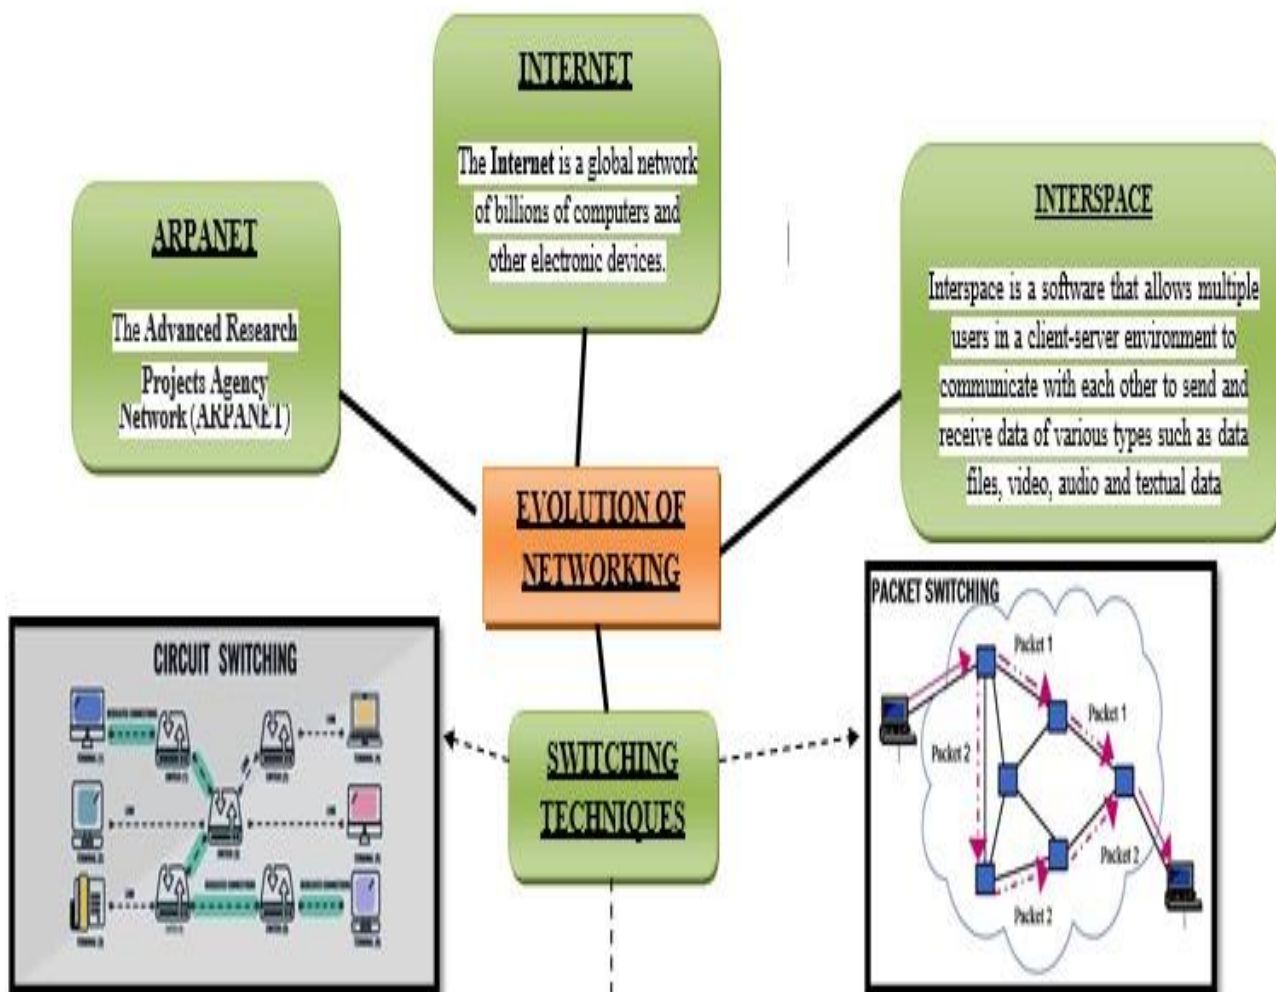 INTERNET
The Internet is a global network
of billions of computers and
other electronic devices.
ARPANET
The Advanced Research
Projects Agency
Network (ARPANET)
INTERSPACE
Interspace is a software that allows multiple
users in a client-server environment to
communicate with each other to send and
receive data of various types such as data
files, video, audio and textual data
EVOLUTION OF
NETWORKING
SWITCHING
TECHNIQUES
CIRCUIT SWITCHING
PACKET SWITCHING
Packet 1
Packet 1
Packet 2
Packet 2
Packet 2